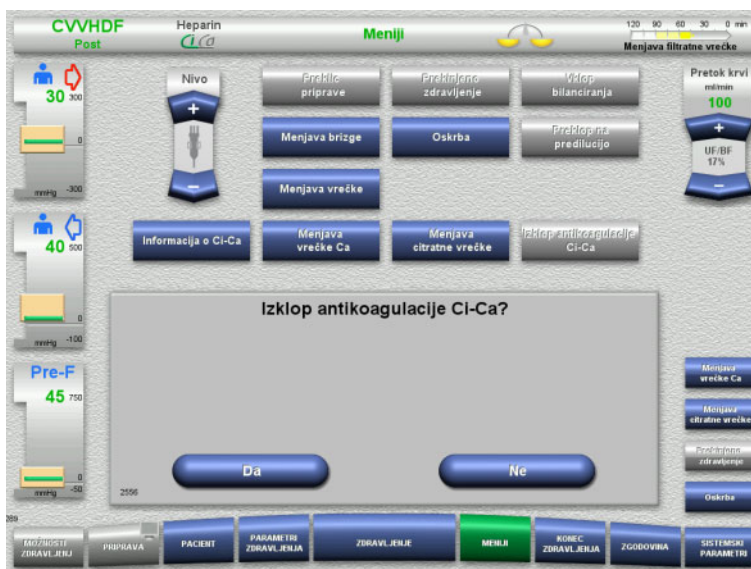 CVVHDF
Post
Heparin
Ci Ca
Meniji
120 90 60 30 0 min
Menjava filtratne vrečke
30 300
0
mmHg -300
Nivo
+
−
Prekilc
priprave
Prekinjeno
zdravljenje
Vklop
bilanciranja
Menjava brizge
Oskrba
Preklop na
predilucijo
Menjava vrečke
Pretok krvi
ml/min
100
+
UF/BF
17%
−
40 500
0
mmHg -100
Informacija o Ci-Ca
Menjava
vrečke Ca
Menjava
citratne vrečke
Izklop antikoagulacije
Ci-Ca
Izklop antikoagulacije Ci-Ca?
Da
Ne
2556
Pre-F
45 750
0
mmHg -50
Menjava
vrečke Ca
Menjava
citratne vrečke
Prekinjeno
zdravljenje
Oskrba
MOŽNOSTI
ZDRAVLJENJ
PRIPRAVA
PACIENT
PARAMETRI
ZDRAVLJENJA
ZDRAVLJENJE
MENIJI
KONEC
ZDRAVLJENJA
ZGODOVINA
SISTEMSKI
PARAMETRI